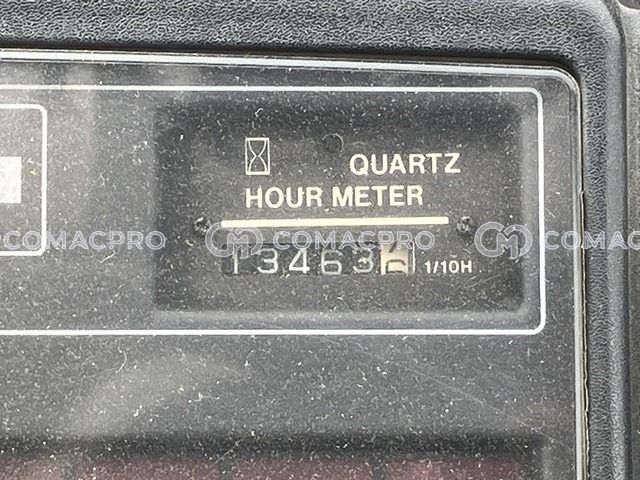 QUARTZ
HOUR METER
COMACPRO COMACPRO COMACPRO
13463 1/10H